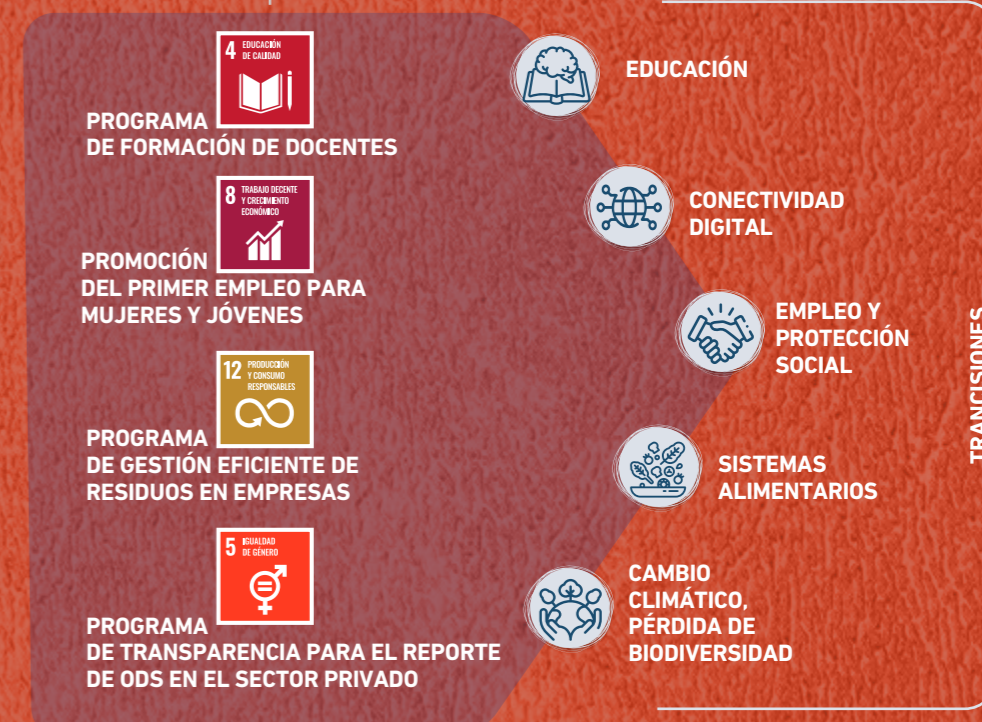 4 EDUCACIÓN
DE CALIDAD
PROGRAMA
DE FORMACIÓN DE DOCENTES
8 TRABAJO DECENTE
Y CRECIMIENTO
ECONÓMICO
PROMOCIÓN
DEL PRIMER EMPLEO PARA
MUJERES Y JÓVENES
12 PRODUCCIÓN
Y CONSUMO
RESPONSABLES
PROGRAMA
DE GESTIÓN EFICIENTE DE
RESIDUOS EN EMPRESAS
5 IGUALDAD
DE GÉNERO
PROGRAMA
DE TRANSPARENCIA PARA EL REPORTE
DE ODS EN EL SECTOR PRIVADO
EDUCACIÓN
CONECTIVIDAD
DIGITAL
EMPLEO Y
PROTECCIÓN
SOCIAL
SISTEMAS
ALIMENTARIOS
CAMBIO
CLIMÁTICO,
PÉRDIDA DE
BIODIVERSIDAD
TRANCISIONES